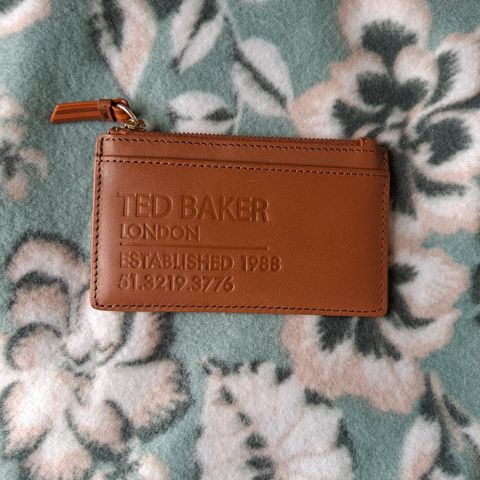 TED BAKER
LONDON
ESTABLISHED 1988
51.3219.3776